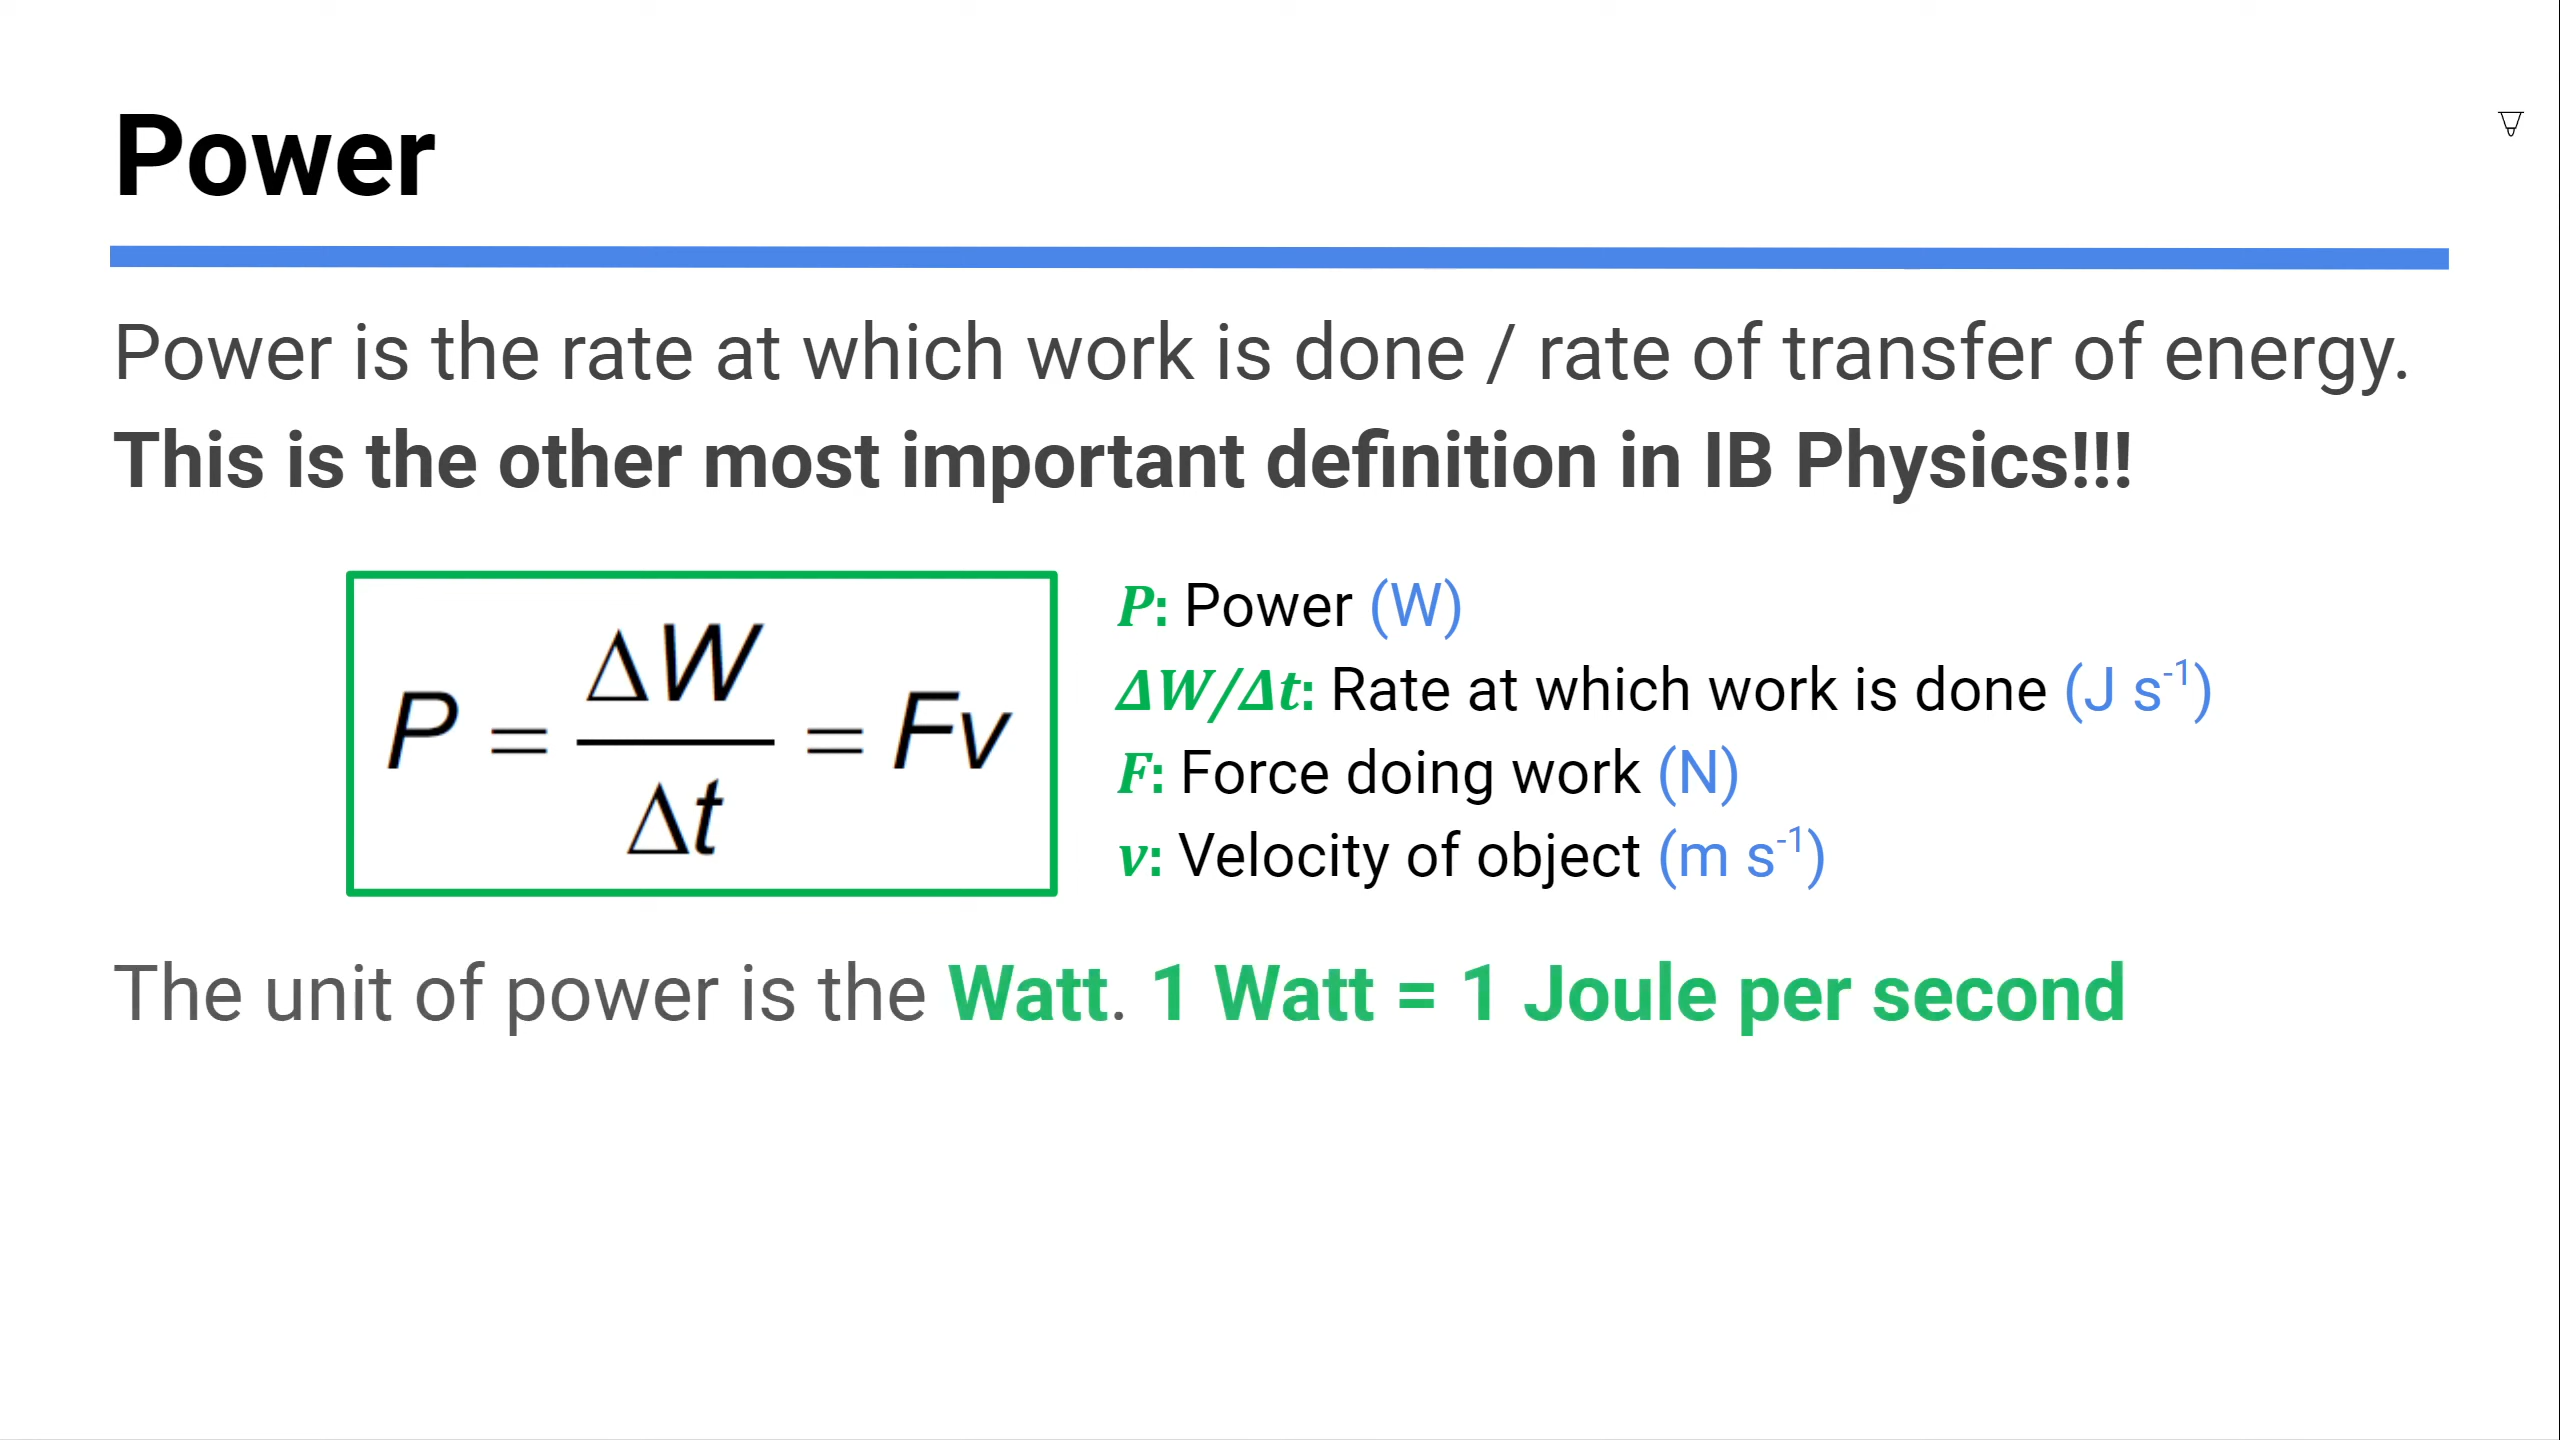 Power
Power is the rate at which work is done / rate of transfer of energy.
This is the other most important definition in IB Physics!!!
P = ΔW/Δt = Fv
P: Power (W)
ΔW/Δt: Rate at which work is done (J s⁻¹)
F: Force doing work (N)
v: Velocity of object (m s⁻¹)
The unit of power is the Watt. 1 Watt = 1 Joule per second